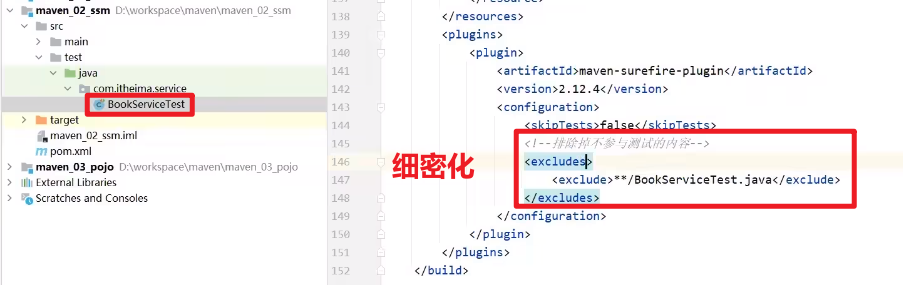 maven_02_ssm D:\workspace\maven\maven_02_ssm
src
main
test
java
com.itheima.service
BookServiceTest
target
maven_02_ssm.iml
pom.xml
maven_03_pojo D:\workspace\maven\maven_03_pojo
External Libraries
Scratches and Consoles
细密化
138 </resources>
139 <plugins>
140 <plugin>
141 <artifactId>maven-surefire-plugin</artifactId>
142 <version>2.12.4</version>
143 <configuration>
144 <skipTests>false</skipTests>
145 <!--排除掉不参与测试的内容-->
146 <excludes>
147 <exclude>**/BookServiceTest.java</exclude>
148 </excludes>
149 </configuration>
150 </plugin>
151 </plugins>
152 </build>